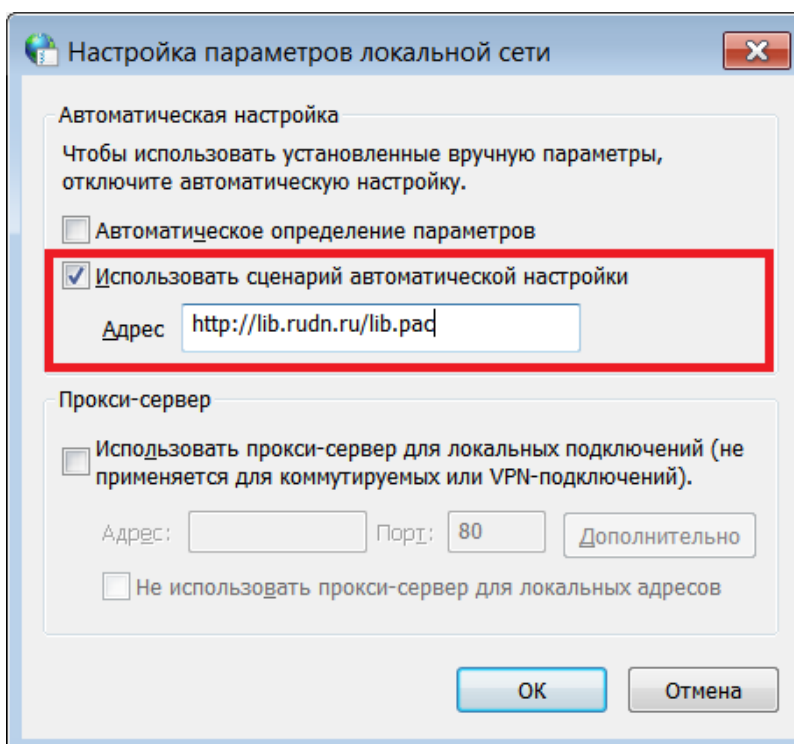 Настройка параметров локальной сети
Автоматическая настройка
Чтобы использовать установленные вручную параметры,
отключите автоматическую настройку.
Автоматическое определение параметров
Использовать сценарий автоматической настройки
Адрес http://lib.rudn.ru/lib.pac
Прокси-сервер
Использовать прокси-сервер для локальных подключений (не
применяется для коммутируемых или VPN-подключений).
Адрес: Порт: 80 Дополнительно
Не использовать прокси-сервер для локальных адресов
ОК Отмена